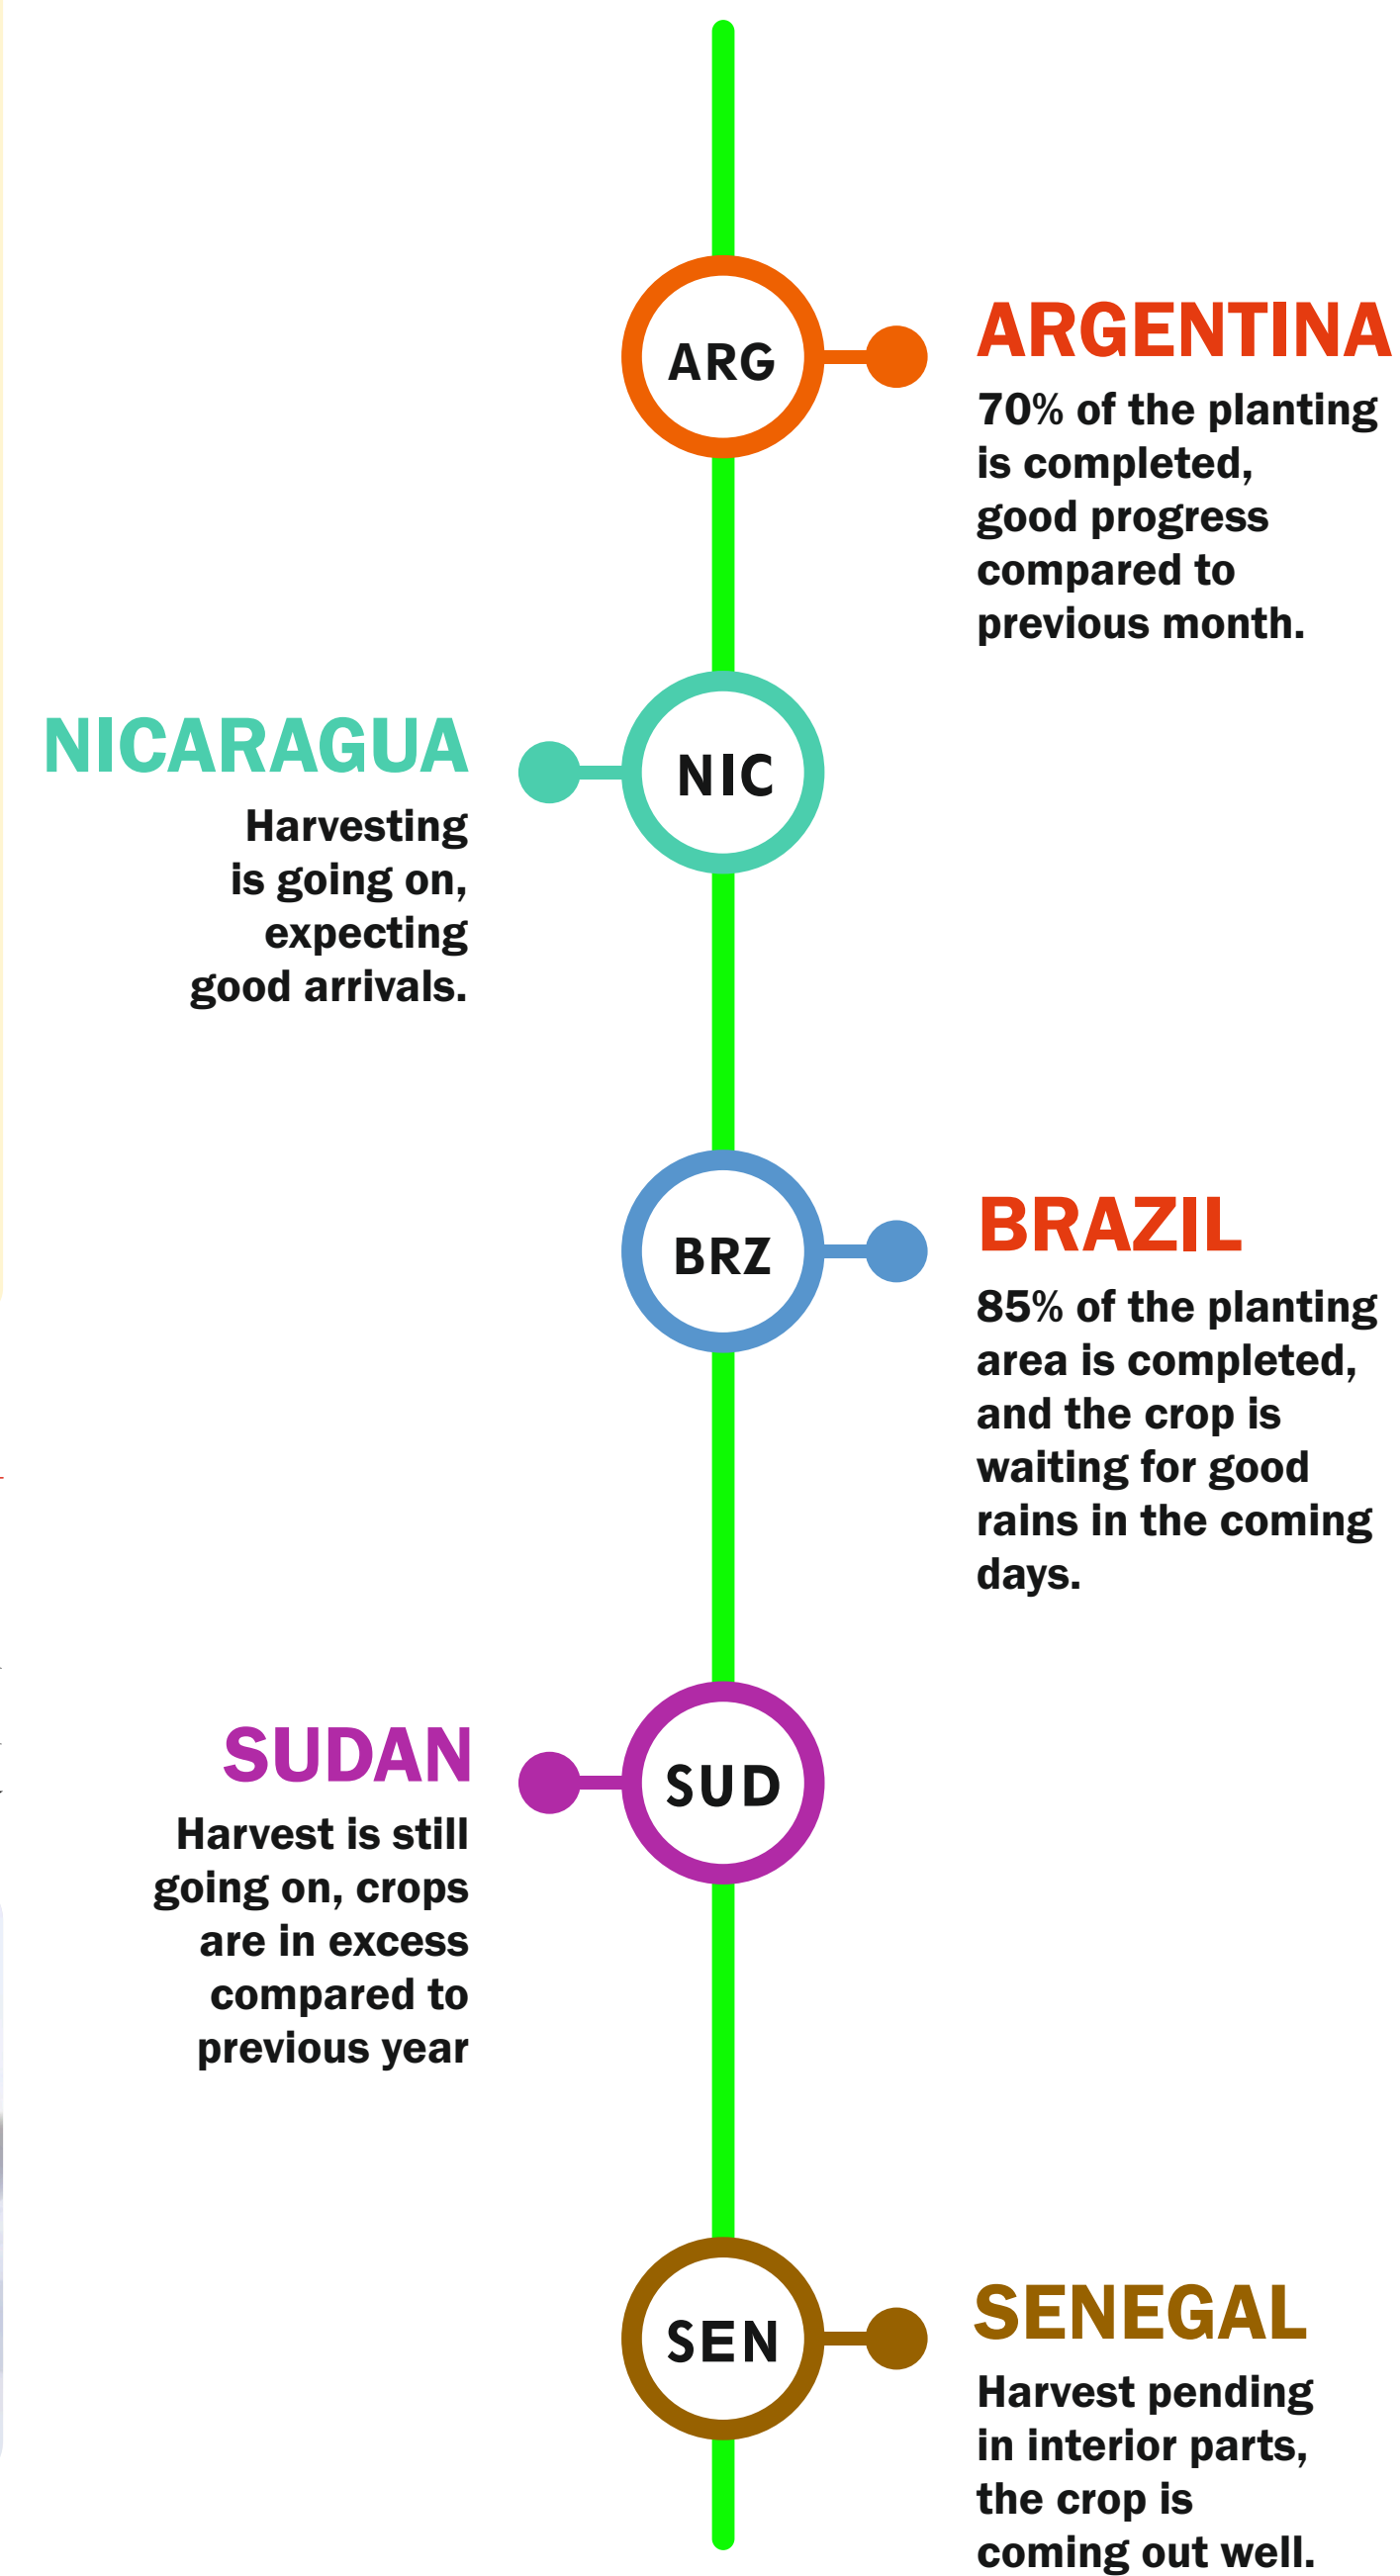 ARG
ARGENTINA
70% of the planting
is completed,
good progress
compared to
previous month.
NICARAGUA
NIC
Harvesting
is going on,
expecting
good arrivals.
BRZ
BRAZIL
85% of the planting
area is completed,
and the crop is
waiting for good
rains in the coming
days.
SUDAN
SUD
Harvest is still
going on, crops
are in excess
compared to
previous year
SEN
SENEGAL
Harvest pending
in interior parts,
the crop is
coming out well.